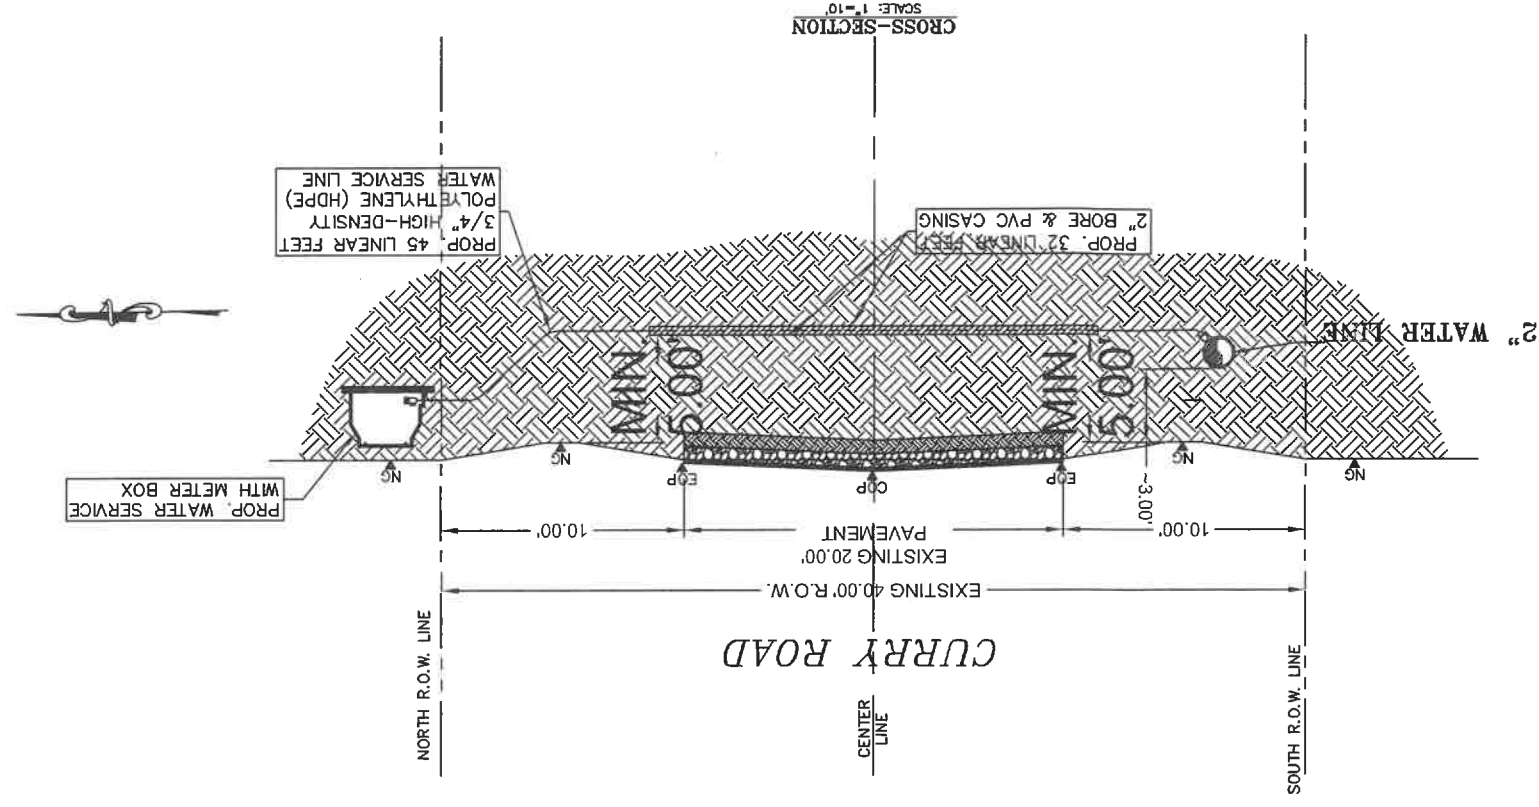 SOUTH R.O.W. LINE
CENTER
LINE
NORTH R.O.W. LINE
CURRY ROAD
EXISTING 40.00' R.O.W.
10.00'
EXISTING 20.00'
PAVEMENT
10.00'
~3.00'
PROP. WATER SERVICE
WITH METER BOX
NG
NG
EOP
COP
EOP
NG
NG
5.00'
MIN.
5.00'
MIN.
2" WATER LINE
PROP. 32 LINEAR FEET
2" BORE & PVC CASING
PROP. 45 LINEAR FEET
3/4" HIGH-DENSITY
POLYETHYLENE (HDPE)
WATER SERVICE LINE
CROSS-SECTION
SCALE: 1"=10'